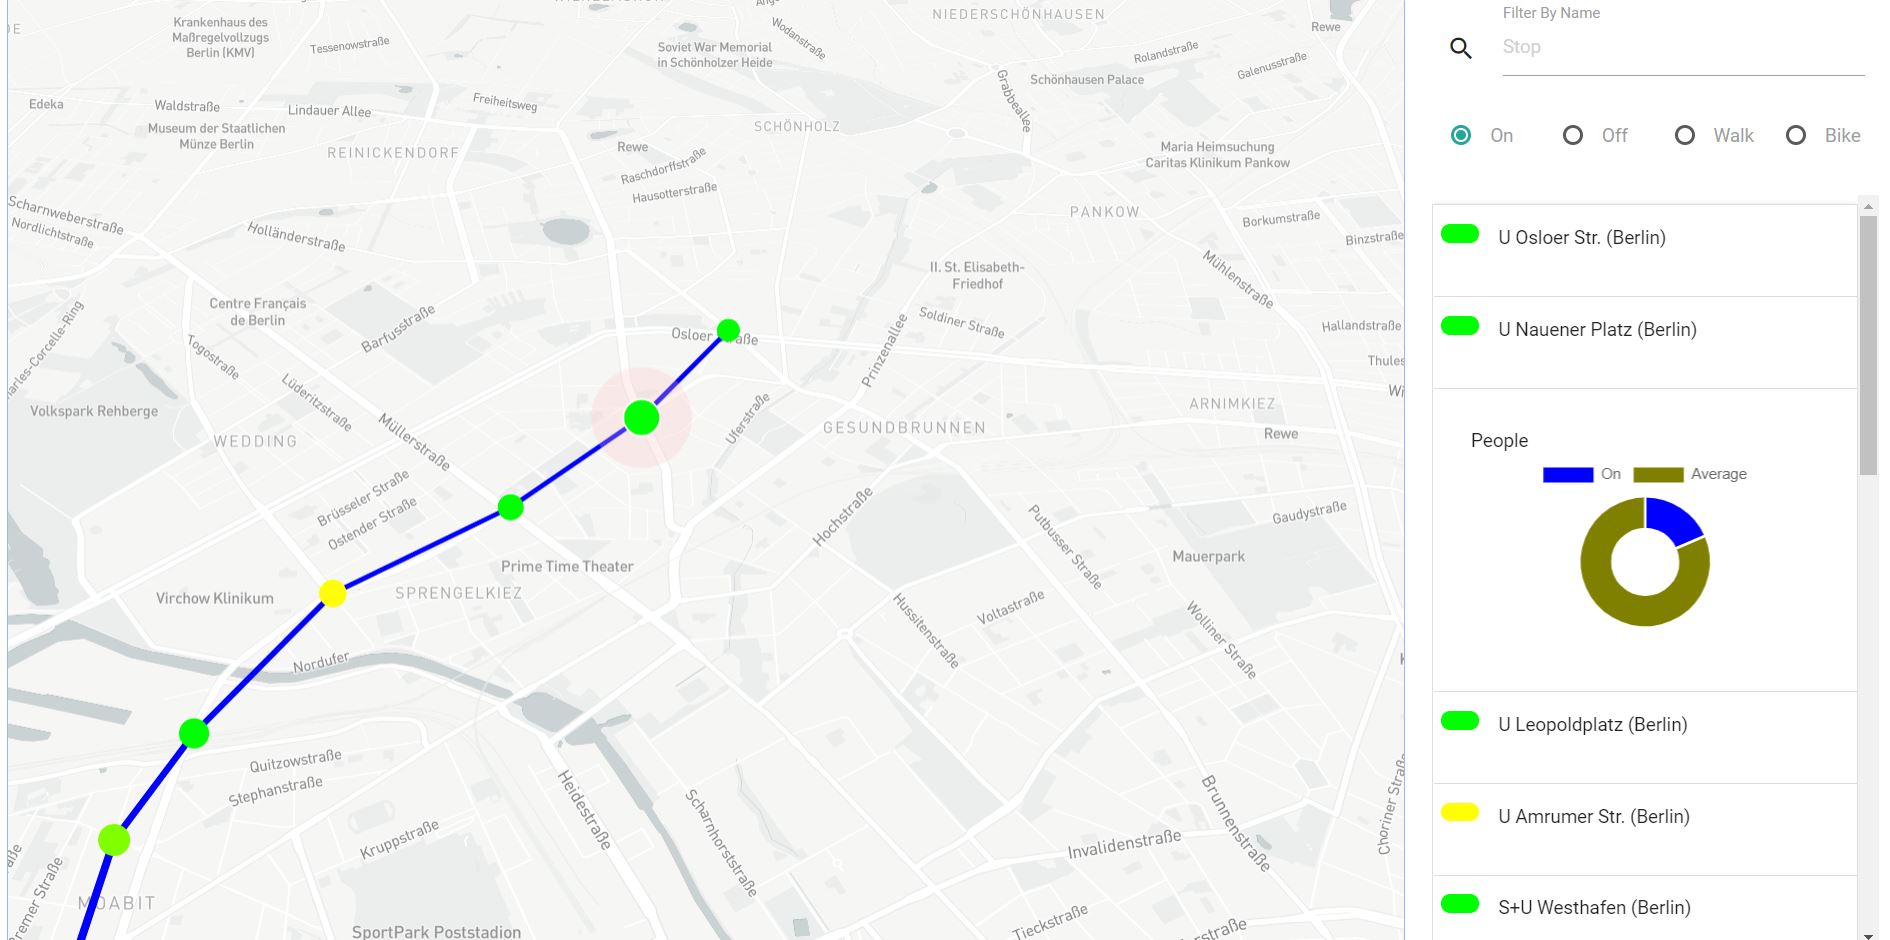 Krankenhaus des
Maßregelvollzugs
Berlin (KMV)
Tessenowstraße
Soviet War Memorial
in Schönholzer Heide
Wodanstraße
NIEDERSCHÖNHAUSEN
Rolandstraße
Schönhausen Palace
Galenusstraße
Rewe
Grabbeallee
Edeka
Waldstraße
Lindauer Allee
Freiheitsweg
Museum der Staatlichen
Münze Berlin
REINICKENDORF
SCHÖNHOLZ
Rewe
Raschdorffstraße
Hausotterstraße
Maria Heimsuchung
Caritas Klinikum Pankow
Scharnweberstraße
Nordlichtstraße
Holländerstraße
PANKOW
Borkumstraße
Binzstraße
Mühlenstraße
II. St. Elisabeth-
Friedhof
Centre Français
de Berlin
Barfusstraße
Togostraße
Osloer
Soldiner Straße
Prinzenallee
Hallandstraße
Lüderitzstraße
Volkspark Rehberge
WEDDING
Müllerstraße
Uferstraße
GESUNDBRUNNEN
ARNIMKIEZ
Rewe
Brüsseler Straße
Ostender Straße
Hochstraße
Putbusser Straße
Gaudystraße
Mauerpark
Prime Time Theater
SPRENGELKIEZ
Virchow Klinikum
Nordufer
Hussitenstraße
Voltastraße
Wolliner Straße
Quitzowstraße
Stephanstraße
Kruppstraße
Heidestraße
Scharnhorststraße
Brunnenstraße
Invalidenstraße
MOABIT
SportPark Poststadion
Tieckstraße
Filter By Name
Stop
On Off Walk Bike
U Osloer Str. (Berlin)
U Nauener Platz (Berlin)
People
On Average
U Leopoldplatz (Berlin)
U Amrumer Str. (Berlin)
S+U Westhafen (Berlin)